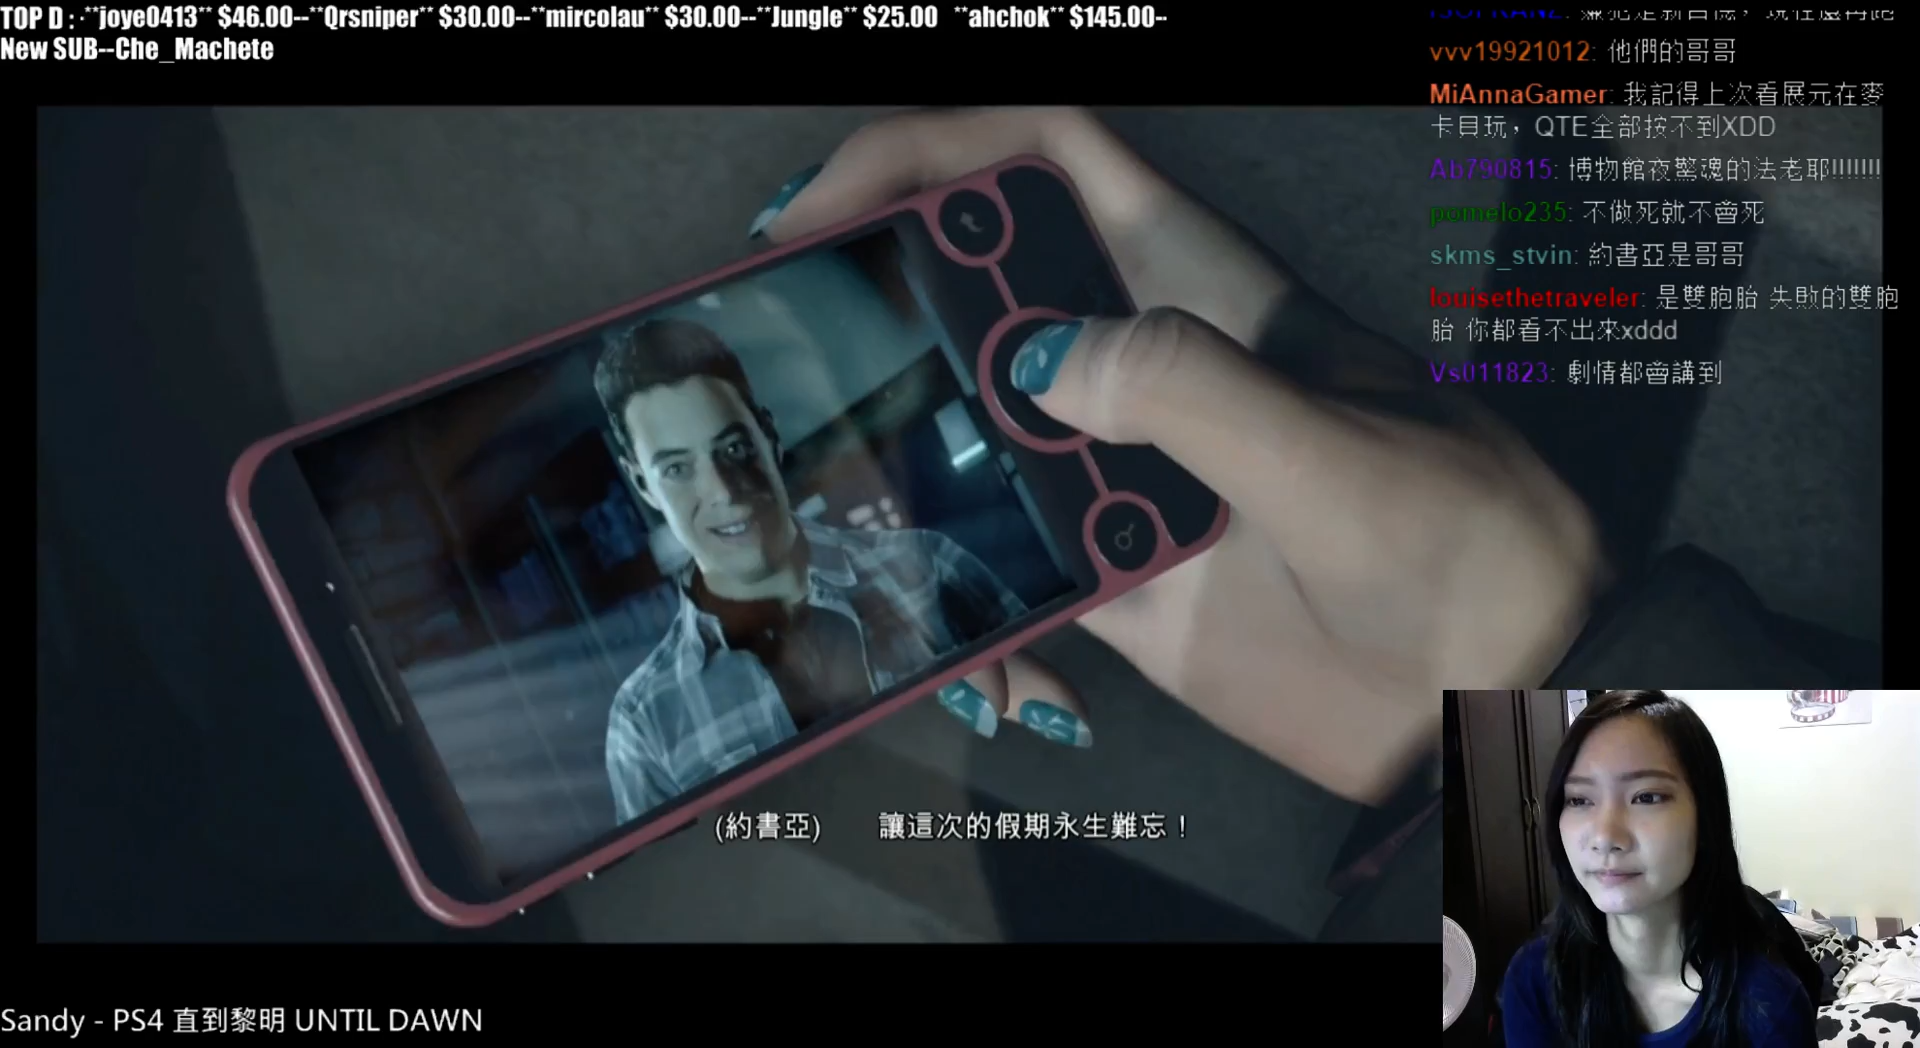 TOP D : ·**joye0413** $46.00--**Qrsniper** $30.00--**mircolau** $30.00--**Jungle** $25.00 **ahchok** $145.00--
New SUB--Che_Machete
vvv19921012: 他們的哥哥
MiAnnaGamer: 我記得上次看展元在麥
卡貝玩，QTE全部按不到XDD
Ab790815: 博物館夜驚魂的法老耶!!!!!!!
pomelo235: 不做死就不會死
skms_stvin: 約書亞是哥哥
louisethetraveler: 是雙胞胎 失敗的雙胞
胎 你都看不出來xddd
Vs011823: 劇情都會講到
(約書亞) 讓這次的假期永生難忘！
Sandy - PS4 直到黎明 UNTIL DAWN